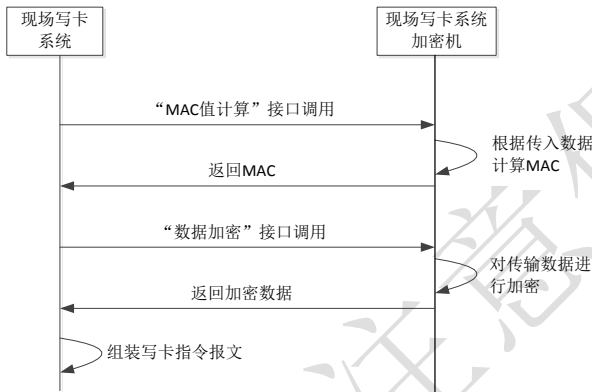 现场写卡
系统
现场写卡系统
加密机
“MAC值计算”接口调用
根据传入数据
计算MAC
返回MAC
“数据加密”接口调用
对传输数据进
行加密
返回加密数据
组装写卡指令报文
注意